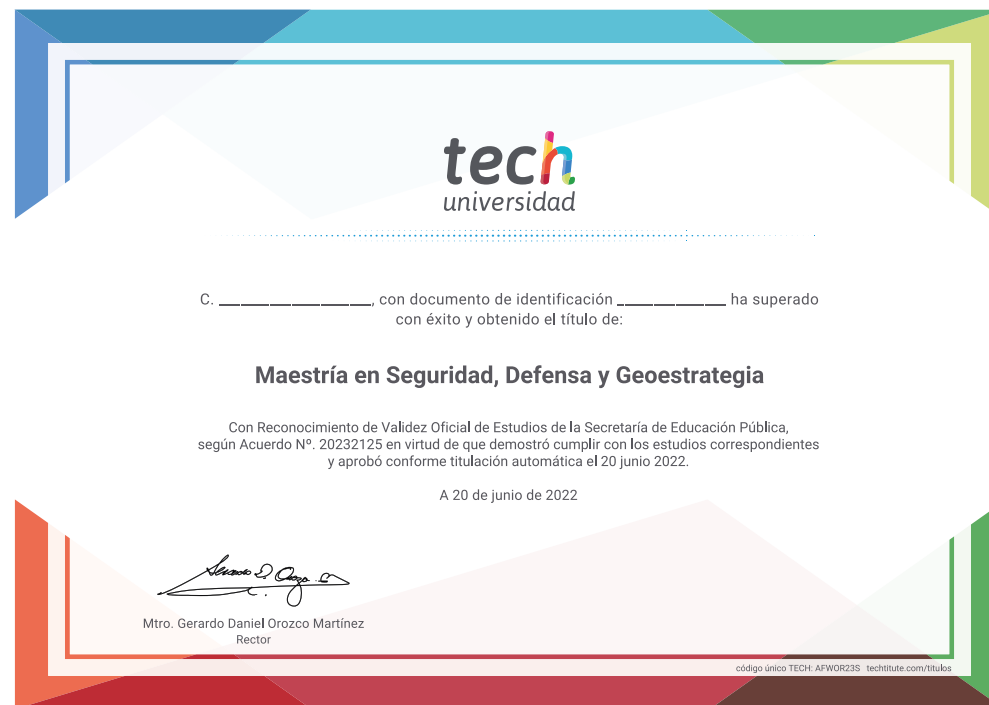 tech
universidad
C. __________________, con documento de identificación _____________ ha superado
con éxito y obtenido el título de:
Maestría en Seguridad, Defensa y Geoestrategia
Con Reconocimiento de Validez Oficial de Estudios de la Secretaría de Educación Pública,
según Acuerdo Nº. 20232125 en virtud de que demostró cumplir con los estudios correspondientes
y aprobó conforme titulación automática el 20 junio 2022.
A 20 de junio de 2022
Mtro. Gerardo Daniel Orozco Martínez
Rector
código único TECH: AFWOR23S techtitute.com/titulos